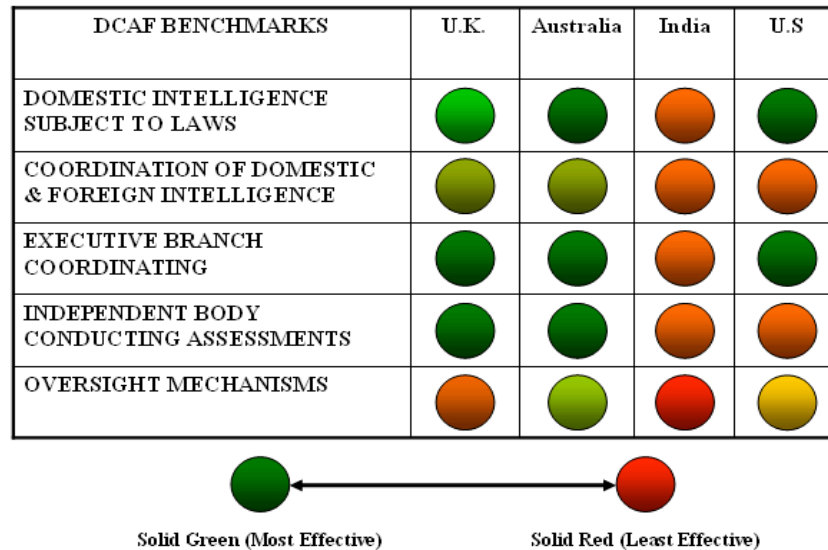 DCAF BENCHMARKS U.K. Australia India U.S
DOMESTIC INTELLIGENCE
SUBJECT TO LAWS
COORDINATION OF DOMESTIC
& FOREIGN INTELLIGENCE
EXECUTIVE BRANCH
COORDINATING
INDEPENDENT BODY
CONDUCTING ASSESSMENTS
OVERSIGHT MECHANISMS
Solid Green (Most Effective) Solid Red (Least Effective)